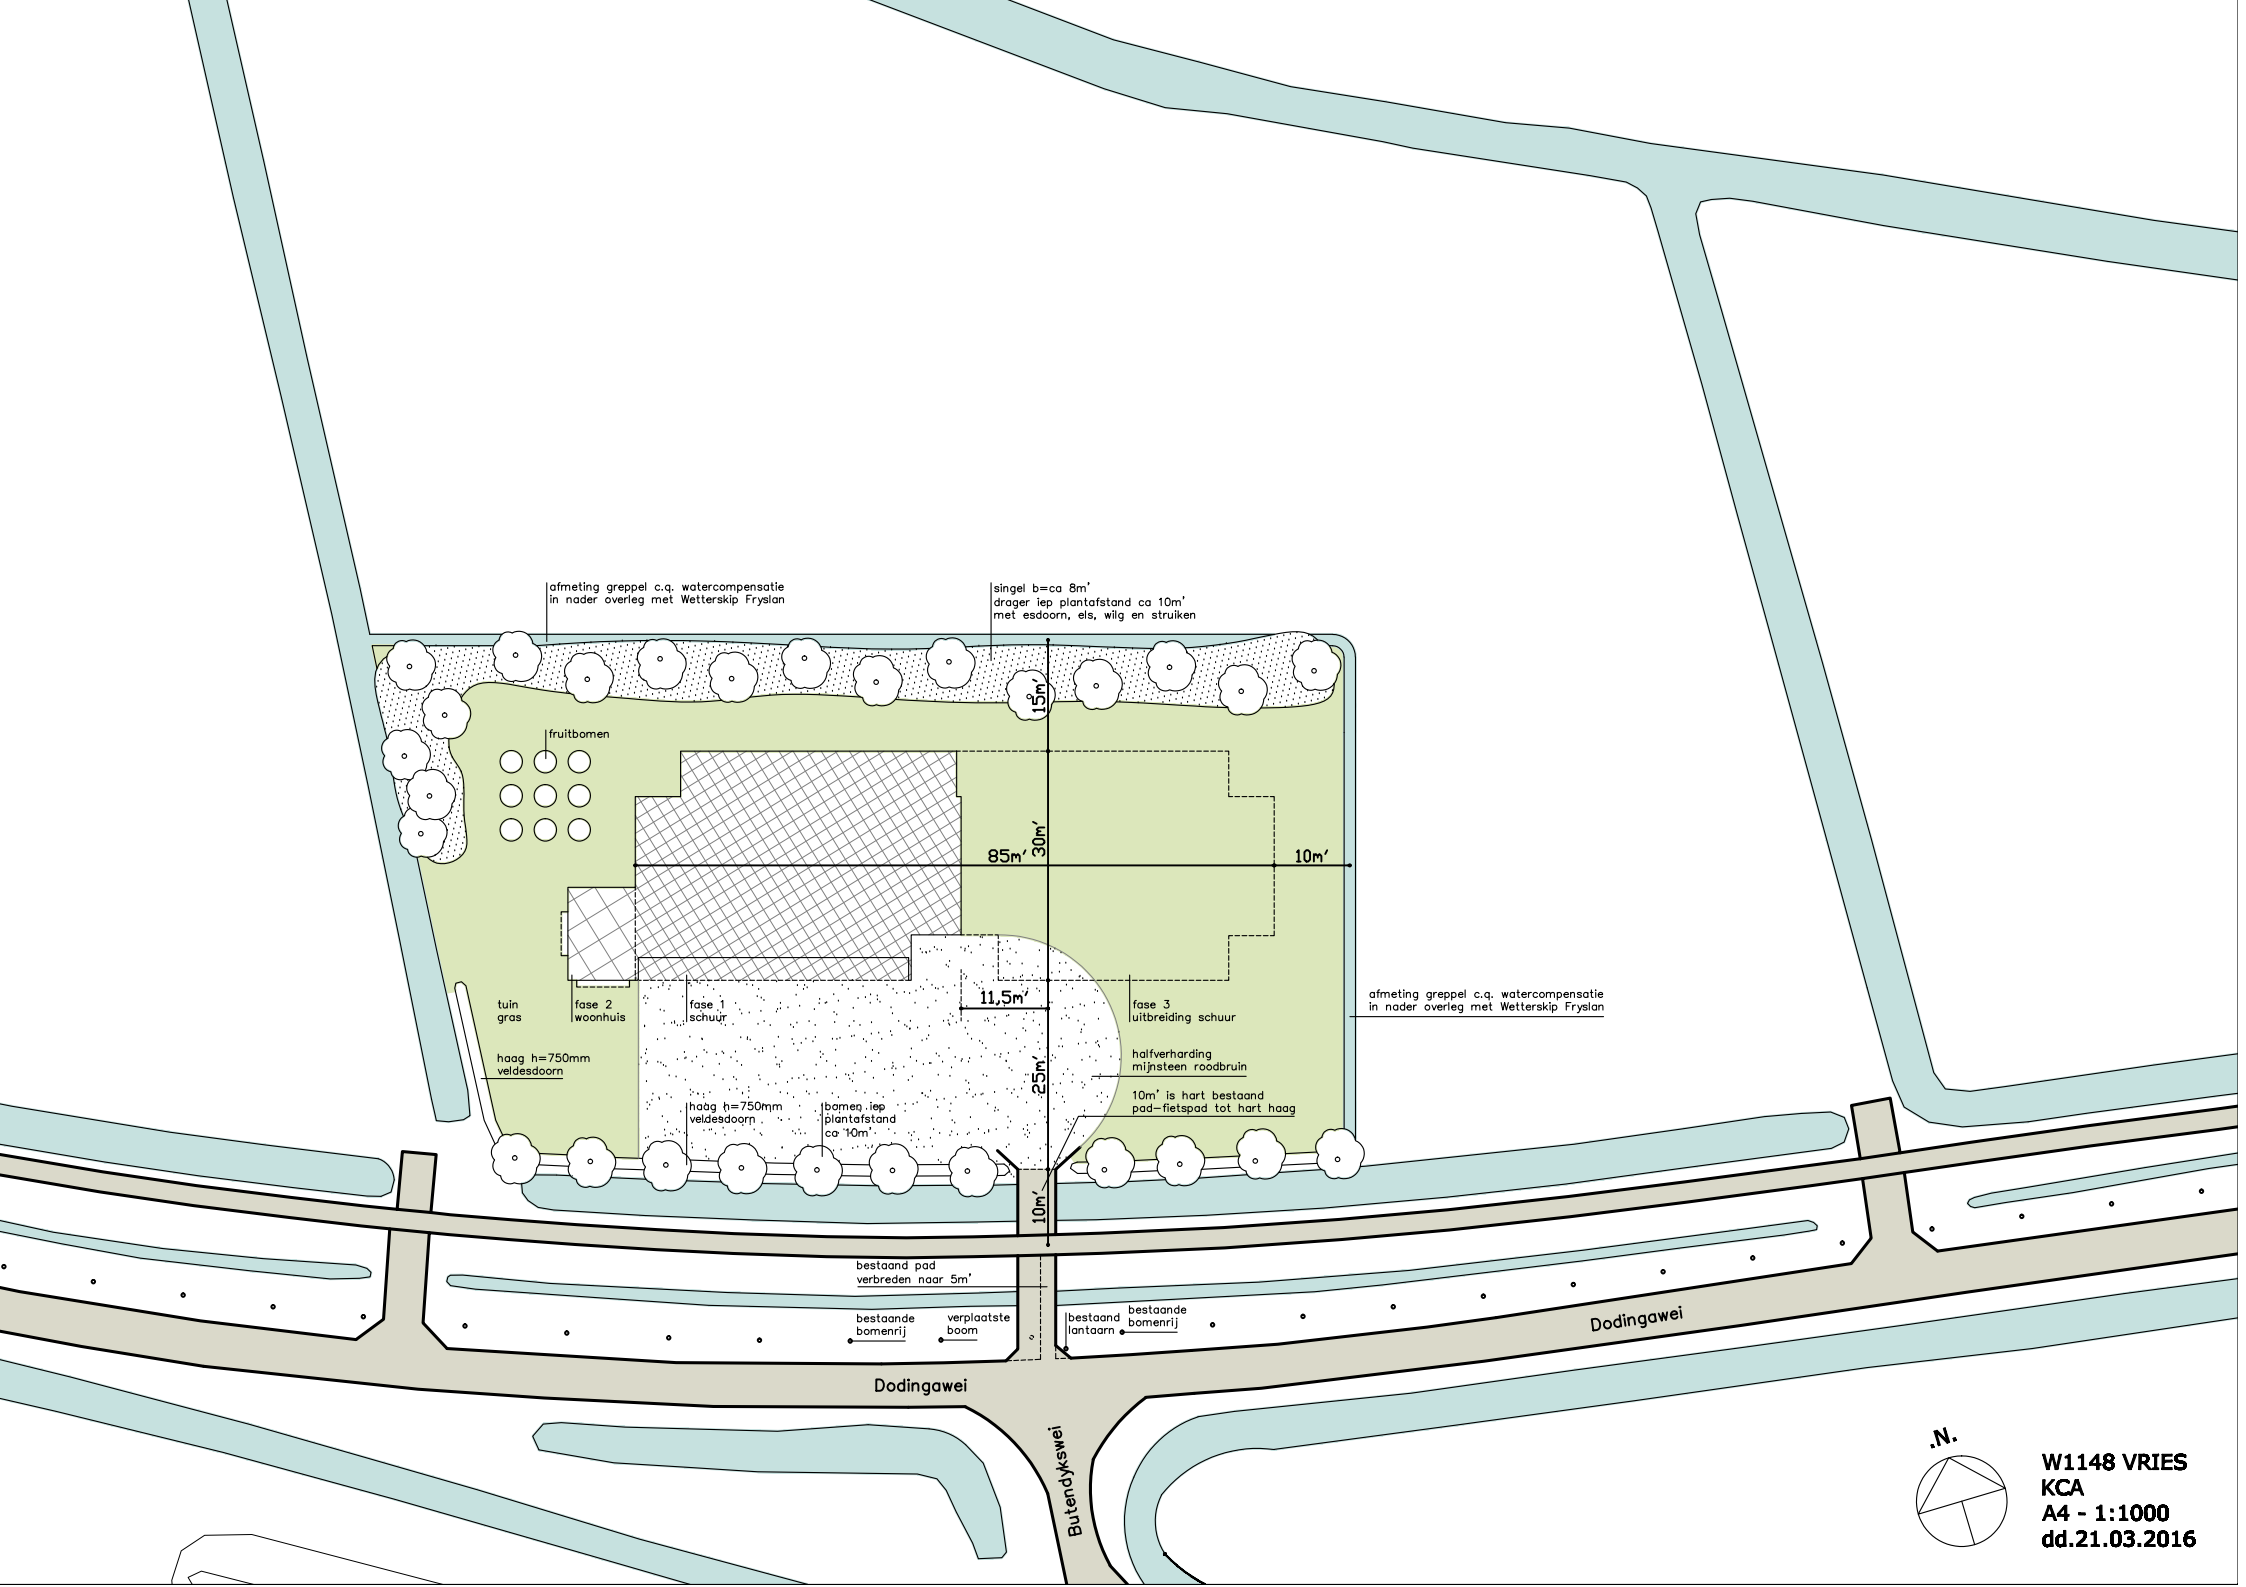 afmeting greppel c.q. watercompensatie
in nader overleg met Wetterskip Fryslan
singel b=ca 8m'
drager iep plantafstand ca 10m'
met esdoorn, els, wilg en struiken
15m'
fruitbomen
30m'
85m'
10m'
11,5m'
tuin
gras
fase 2
woonhuis
fase 1
schuur
fase 3
uitbreiding schuur
afmeting greppel c.q. watercompensatie
in nader overleg met Wetterskip Fryslan
haag h=750mm
veldesdoorn
25m'
halfverharding
mijnsteen roodbruin
haag h=750mm
veldesdoorn
bomen iep
plantafstand
ca 10m'
10m' is hart bestaand
pad-fietspad tot hart haag
10m'
bestaand pad
verbreden naar 5m'
bestaande
bomenrij
verplaatste
boom
bestaand
lantaarn
bestaande
bomenrij
Dodingawei
Dodingawei
Butendykswei
.N.
W1148 VRIES
KCA
A4 - 1:1000
dd.21.03.2016